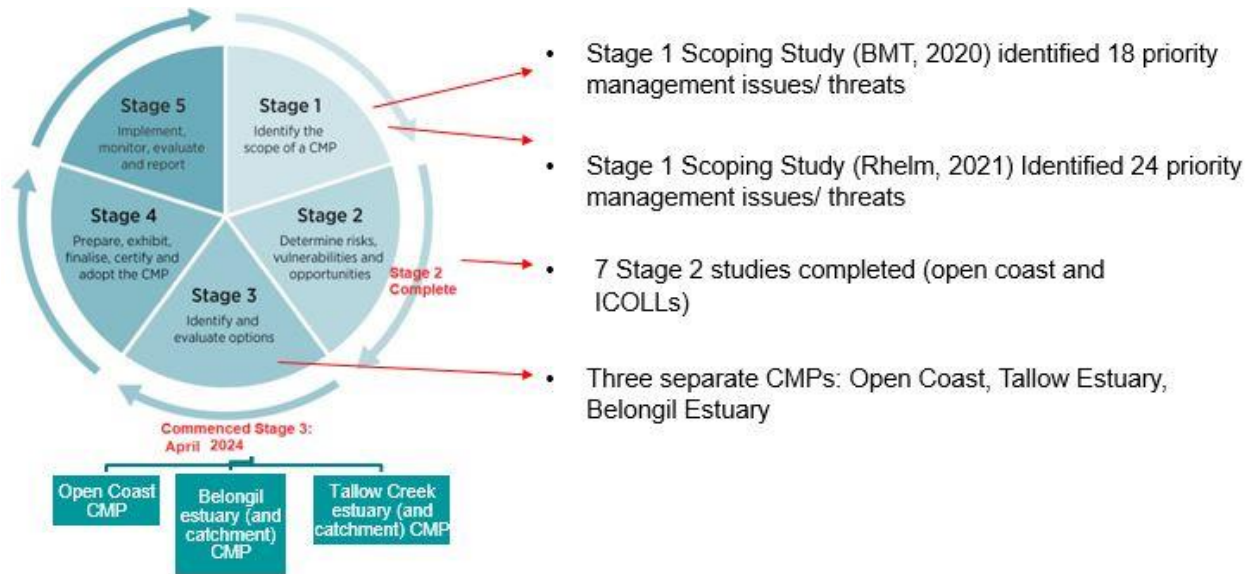 Stage 1
Identify the
scope of a CMP
Stage 2
Determine risks,
vulnerabilities and
opportunities
Stage 2
Complete
Stage 3
Identify and
evaluate options
Stage 4
Prepare, exhibit,
finalise, certify and
adopt the CMP
Stage 5
Implement,
monitor, evaluate
and report
Commenced Stage 3:
April 2024
Open Coast
CMP
Belongil
estuary (and
catchment)
CMP
Tallow Creek
estuary (and
catchment) CMP
• Stage 1 Scoping Study (BMT, 2020) identified 18 priority
management issues/ threats
• Stage 1 Scoping Study (Rhelm, 2021) Identified 24 priority
management issues/ threats
• 7 Stage 2 studies completed (open coast and
ICOLLs)
• Three separate CMPs: Open Coast, Tallow Estuary,
Belongil Estuary